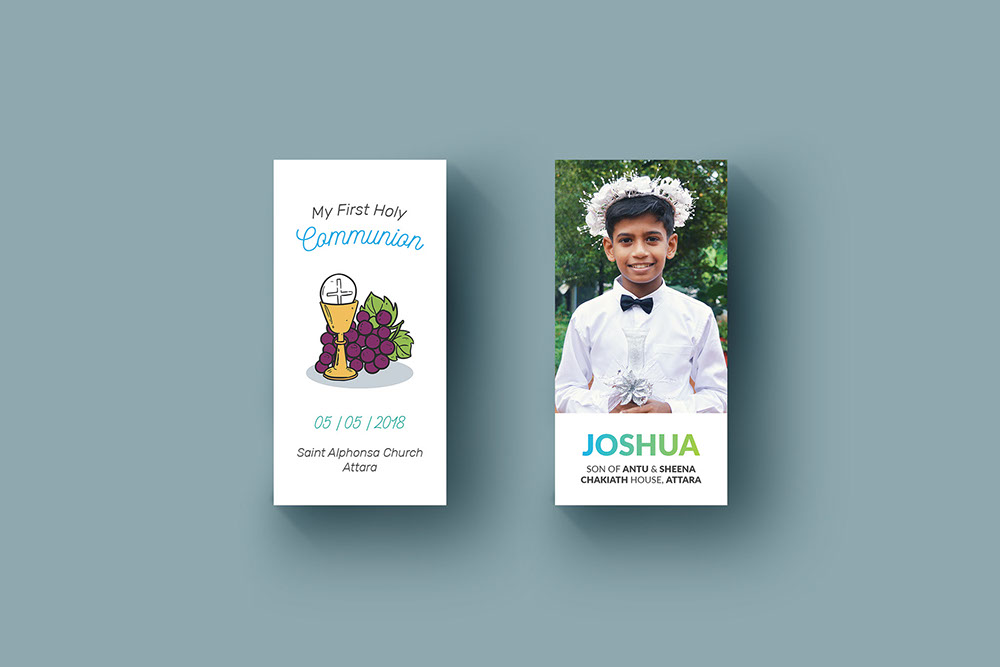 My First Holy
Communion
05 / 05 / 2018
Saint Alphonsa Church
Attara
JOSHUA
SON OF ANTU & SHEENA
CHAKIATH HOUSE, ATTARA